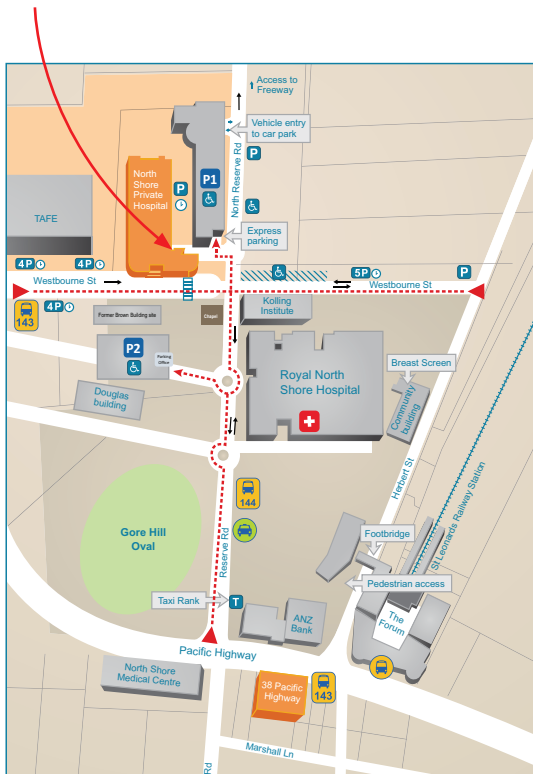 Access to
Freeway
Vehicle entry
to car park
North
Shore
Private
Hospital
P
P1
P
North Reserve Rd
TAFE
Express
parking
4P
4P
5P
P
Westbourne St
Westbourne St
143
4P
Former Brown Building site
Chapel
Kolling
Institute
P2
Parking
Office
Royal North
Shore Hospital
Breast Screen
Community
building
Douglas
building
Herbert St
St Leonards Railway Station
144
Gore Hill
Oval
Reserve Rd
Footbridge
Pedestrian access
Taxi Rank
T
ANZ
Bank
The
Forum
Pacific Highway
North Shore
Medical Centre
38 Pacific
Highway
143
Marshall Ln
Rd